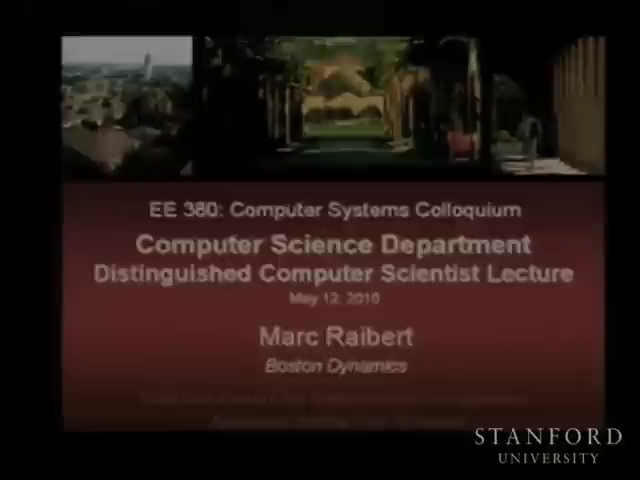 EE 380: Computer Systems Colloquium
Computer Science Department
Distinguished Computer Scientist Lecture
May 12, 2010
Marc Raibert
Boston Dynamics
STANFORD
UNIVERSITY